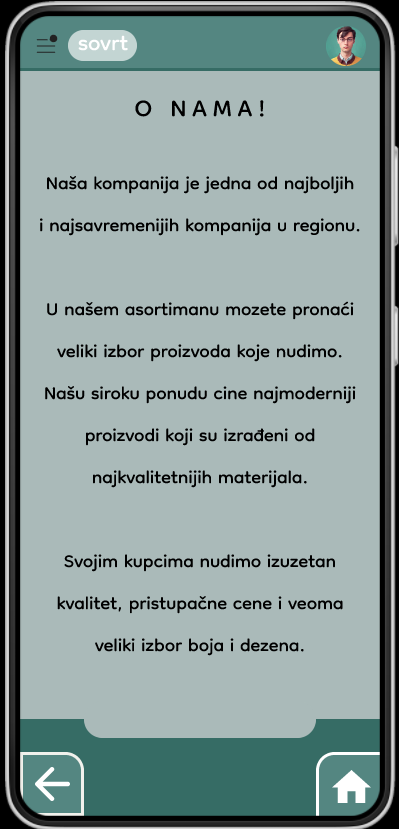 sovrt
O NAMA!
Naša kompanija je jedna od najboljih
i najsavremenijih kompanija u regionu.
U našem asortimanu mozete pronaći
veliki izbor proizvoda koje nudimo.
Našu siroku ponudu cine najmoderniji
proizvodi koji su izrađeni od
najkvalitetnijih materijala.
Svojim kupcima nudimo izuzetan
kvalitet, pristupačne cene i veoma
veliki izbor boja i dezena.